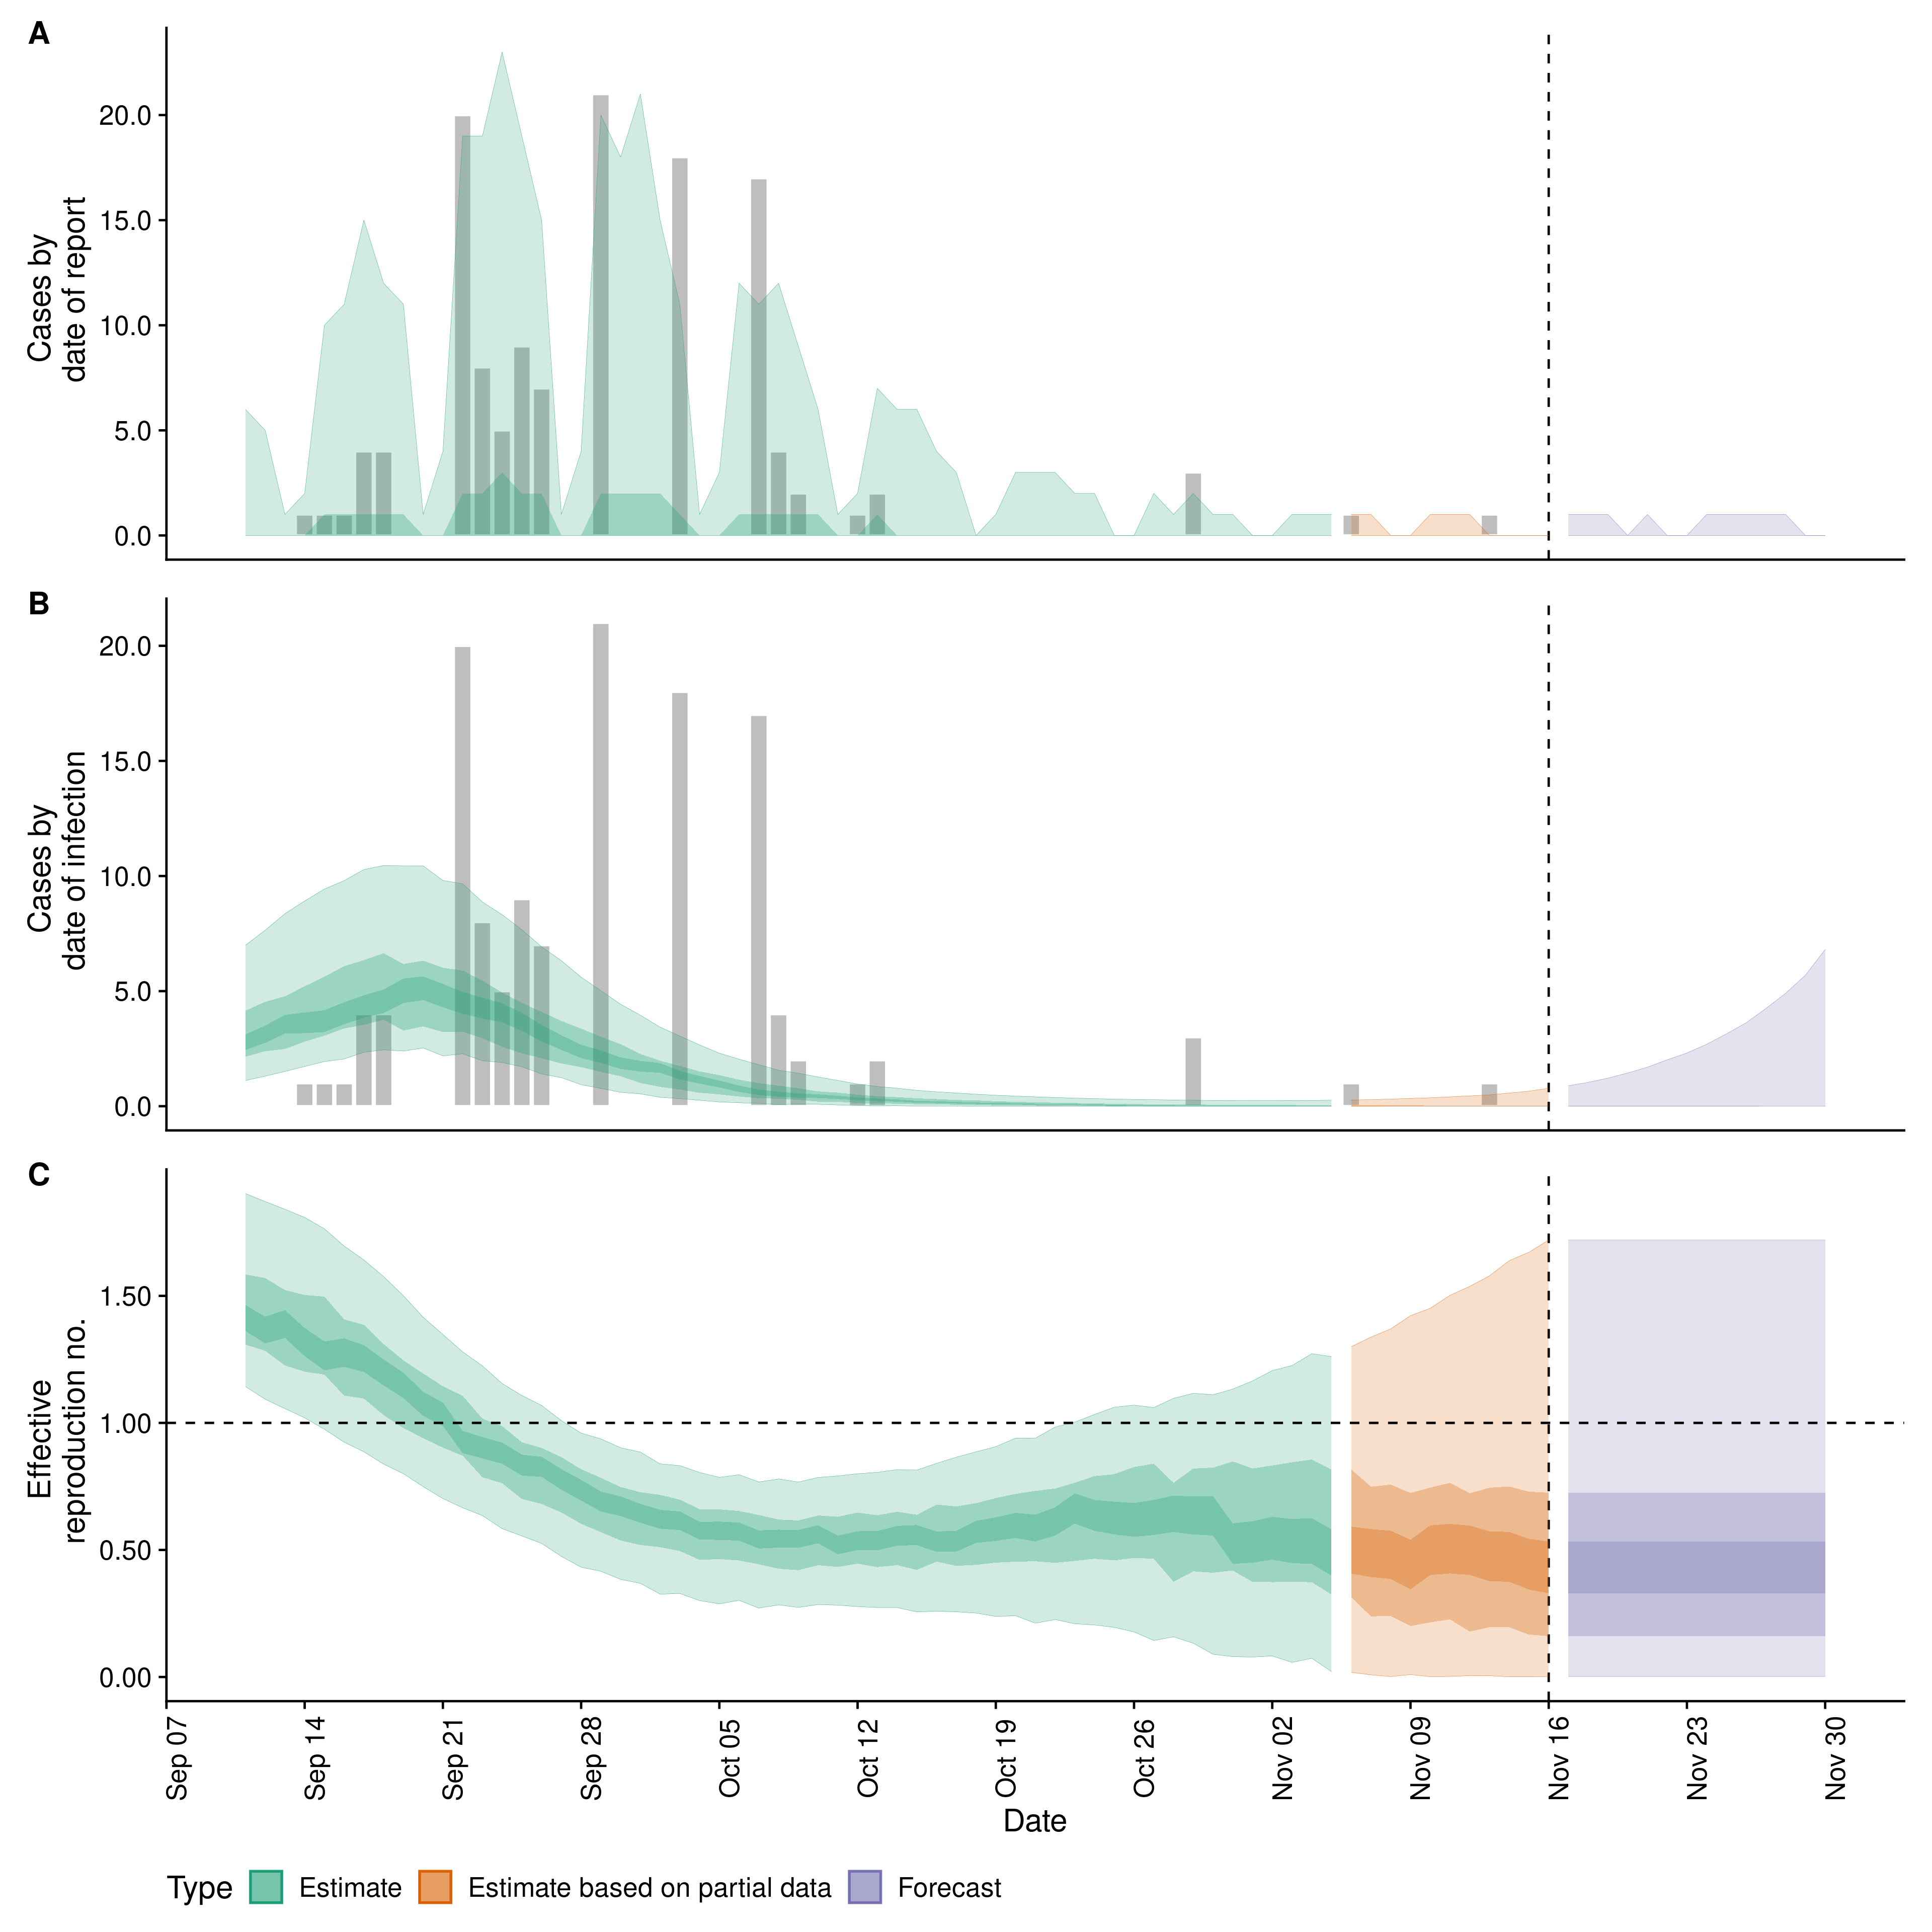 A
Cases by
date of report
20.0
15.0
10.0
5.0
0.0
B
Cases by
date of infection
20.0
15.0
10.0
5.0
0.0
C
Effective
reproduction no.
1.50
1.00
0.50
0.00
Sep 07
Sep 14
Sep 21
Sep 28
Oct 05
Oct 12
Oct 19
Oct 26
Nov 02
Nov 09
Nov 16
Nov 23
Nov 30
Date
Type Estimate Estimate based on partial data Forecast